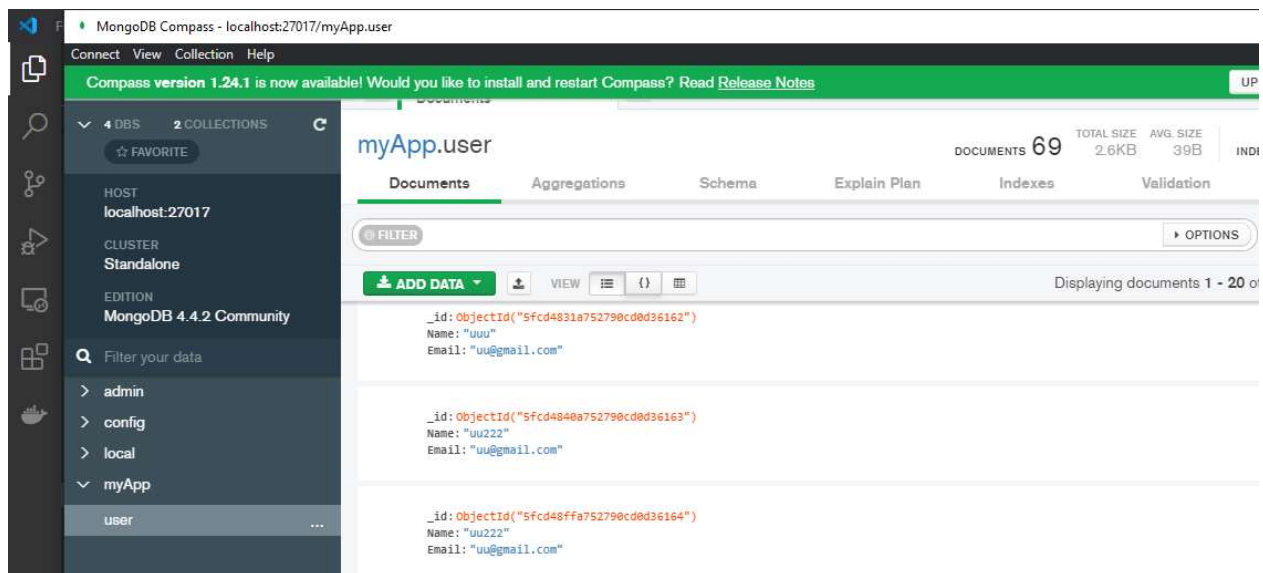 F
MongoDB Compass - localhost:27017/myApp.user
Connect View Collection Help
Compass version 1.24.1 is now available! Would you like to install and restart Compass? Read Release Notes
UP
Documents
4 DBS 2 COLLECTIONS
FAVORITE
HOST
localhost:27017
CLUSTER
Standalone
EDITION
MongoDB 4.4.2 Community
Filter your data
admin
config
local
myApp
user
...
myApp.user
DOCUMENTS 69
TOTAL SIZE 2.6KB
AVG. SIZE 39B
INDE
Documents Aggregations Schema Explain Plan Indexes Validation
FILTER
OPTIONS
ADD DATA
VIEW
{}
Displaying documents 1 - 20 of
_id: ObjectId("5fcd4831a752790cd0d36162")
Name: "uuu"
Email: "uu@gmail.com"
_id: ObjectId("5fcd4840a752790cd0d36163")
Name: "uu222"
Email: "uu@gmail.com"
_id: ObjectId("5fcd48ffa752790cd0d36164")
Name: "uu222"
Email: "uu@gmail.com"